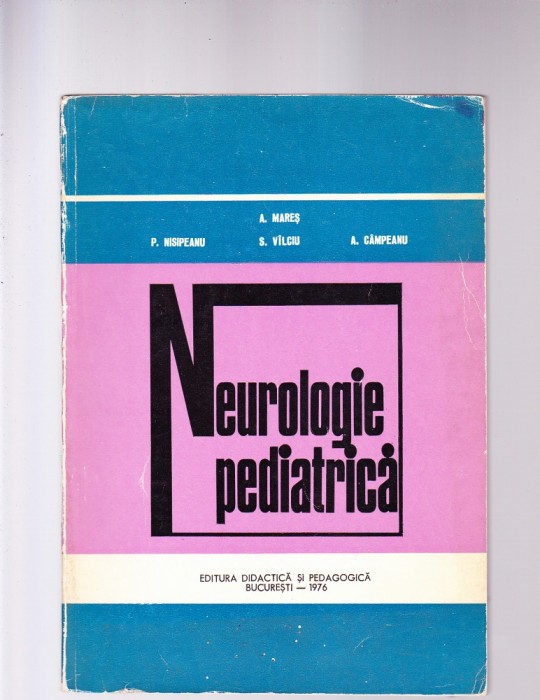 A. MAREȘ
P. NISIPEANU S. VÎLCIU A. CÂMPEANU
Neurologie
pediatrică
EDITURA DIDACTICĂ ȘI PEDAGOGICĂ
BUCUREȘTI — 1976